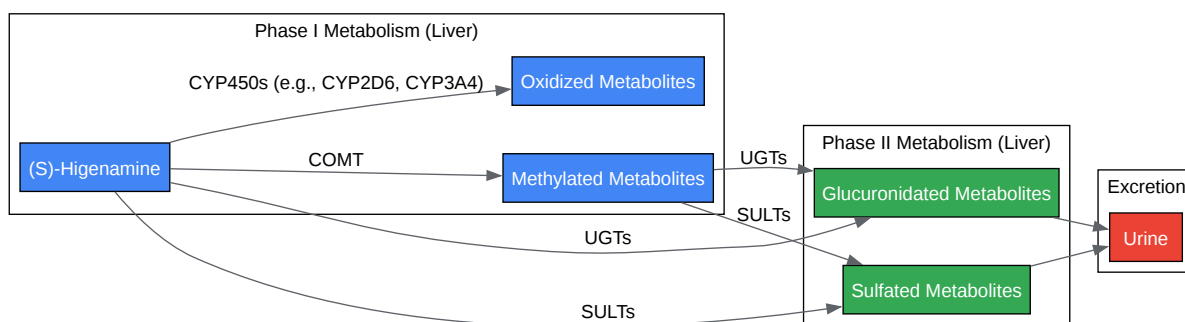 Phase I Metabolism (Liver)
CYP450s (e.g., CYP2D6, CYP3A4)
Oxidized Metabolites
(S)-Higenamine
COMT
Methylated Metabolites
UGTs
SULTs
UGTs
SULTs
Phase II Metabolism (Liver)
Glucuronidated Metabolites
Sulfated Metabolites
Excretion
Urine